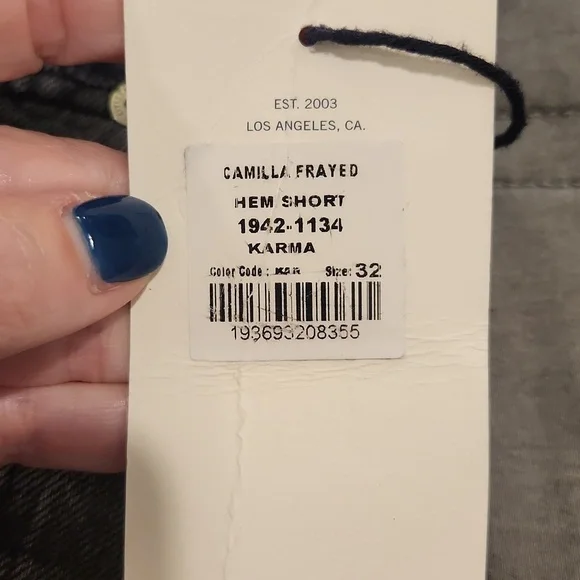 EST. 2003
LOS ANGELES, CA.
CAMILLA FRAYED
HEM SHORT
1942-1134
KARMA
Color Code : KAR Size: 32
193693208355